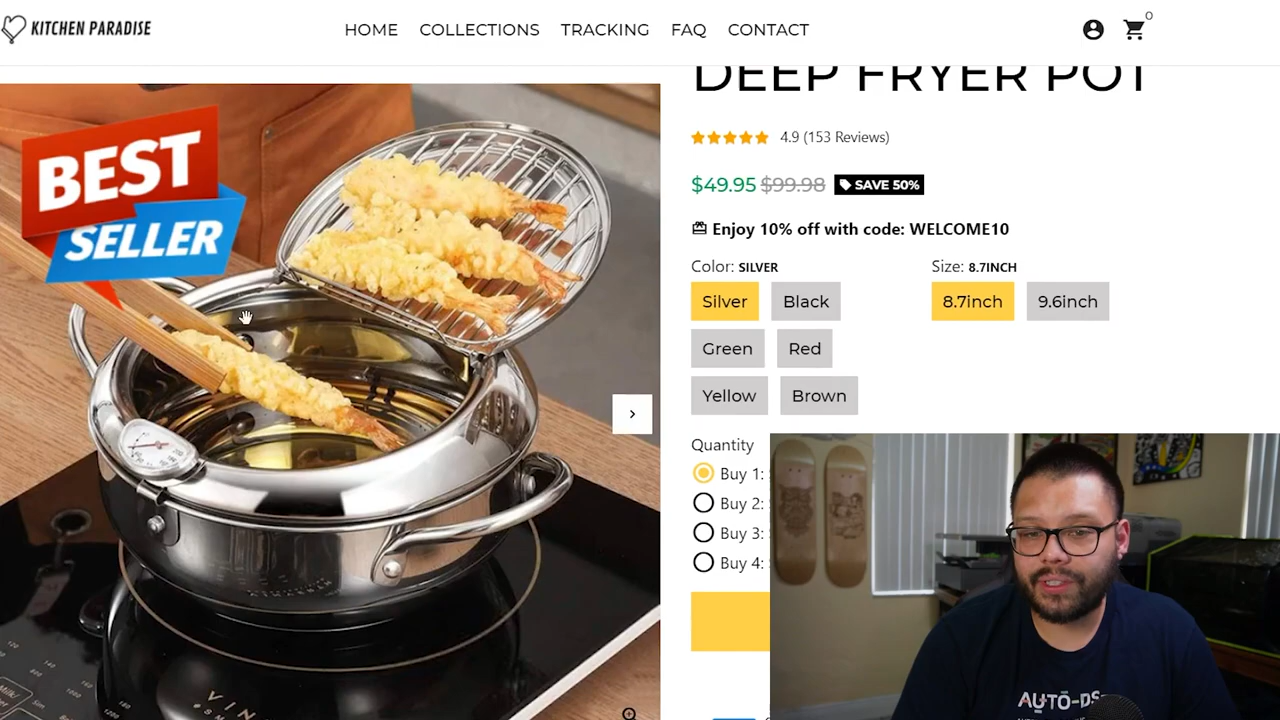 KITCHEN PARADISE
HOME COLLECTIONS TRACKING FAQ CONTACT
0
DEEP FRYER POT
BEST
SELLER
4.9 (153 Reviews)
$49.95 $99.98 SAVE 50%
Enjoy 10% off with code: WELCOME10
Color: SILVER
Size: 8.7INCH
Silver Black
8.7inch 9.6inch
Green Red
Yellow Brown
Quantity
Buy 1:
Buy 2:
Buy 3:
Buy 4:
AUTO-DS